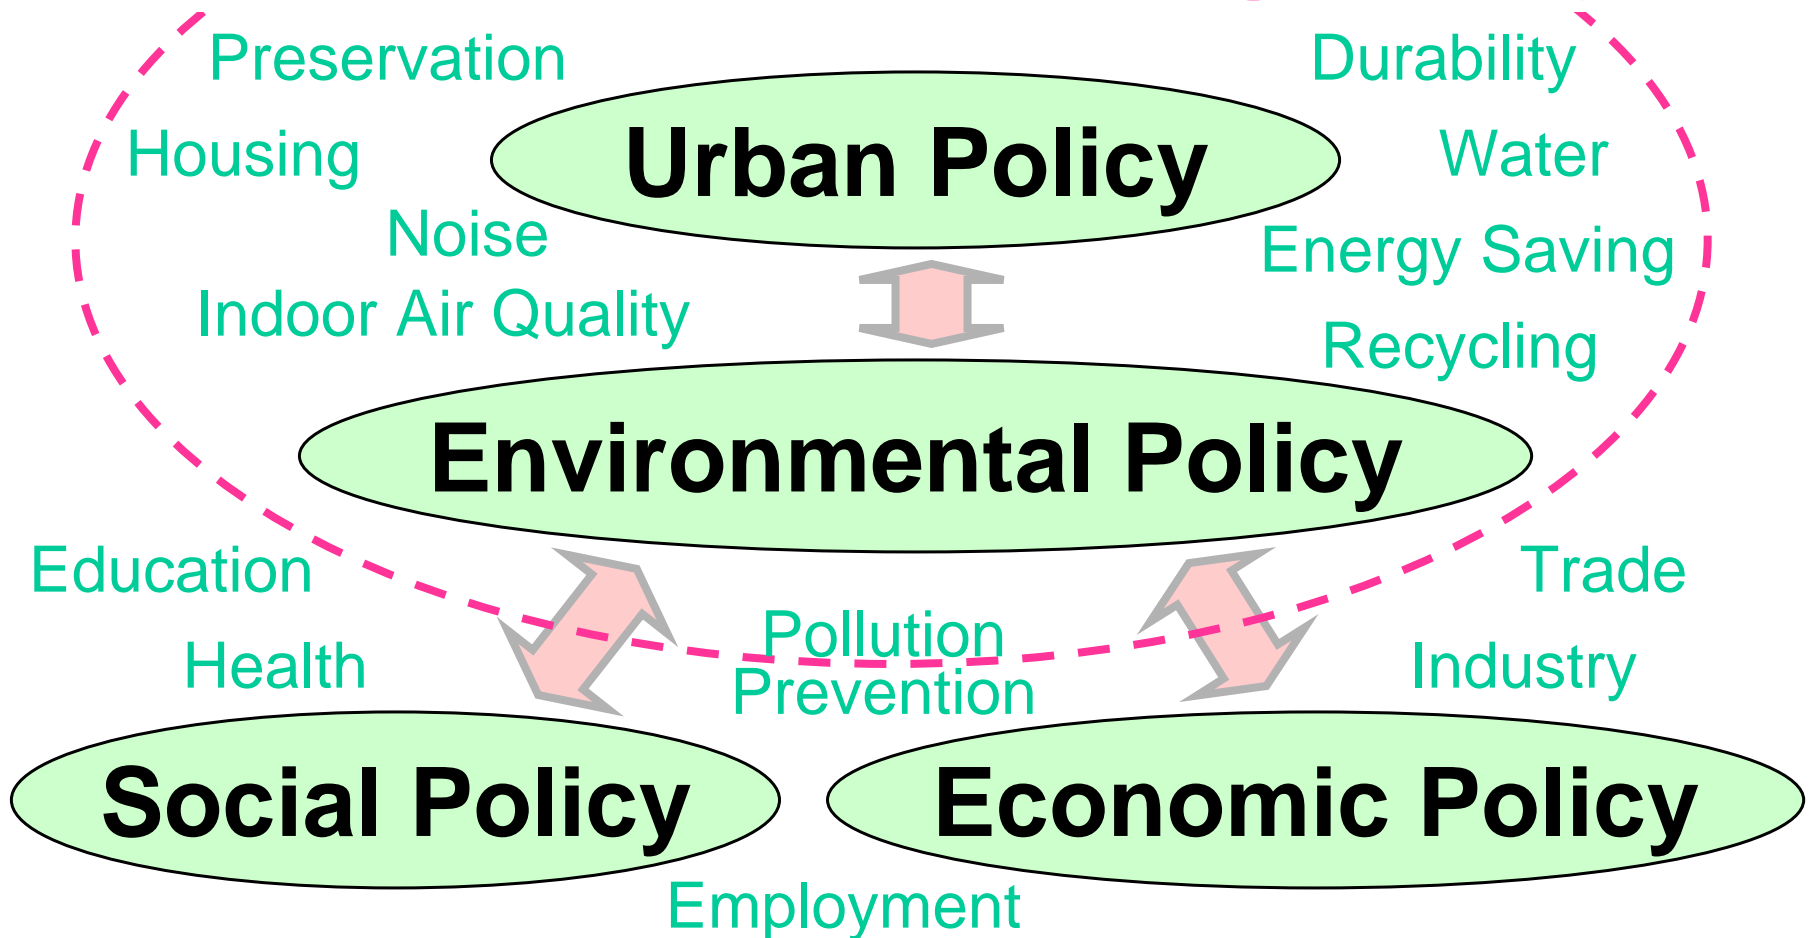 Preservation
Durability
Urban Policy
Housing
Water
Noise
Energy Saving
Indoor Air Quality
Recycling
Environmental Policy
Education
Trade
Pollution
Prevention
Health
Industry
Social Policy
Economic Policy
Employment